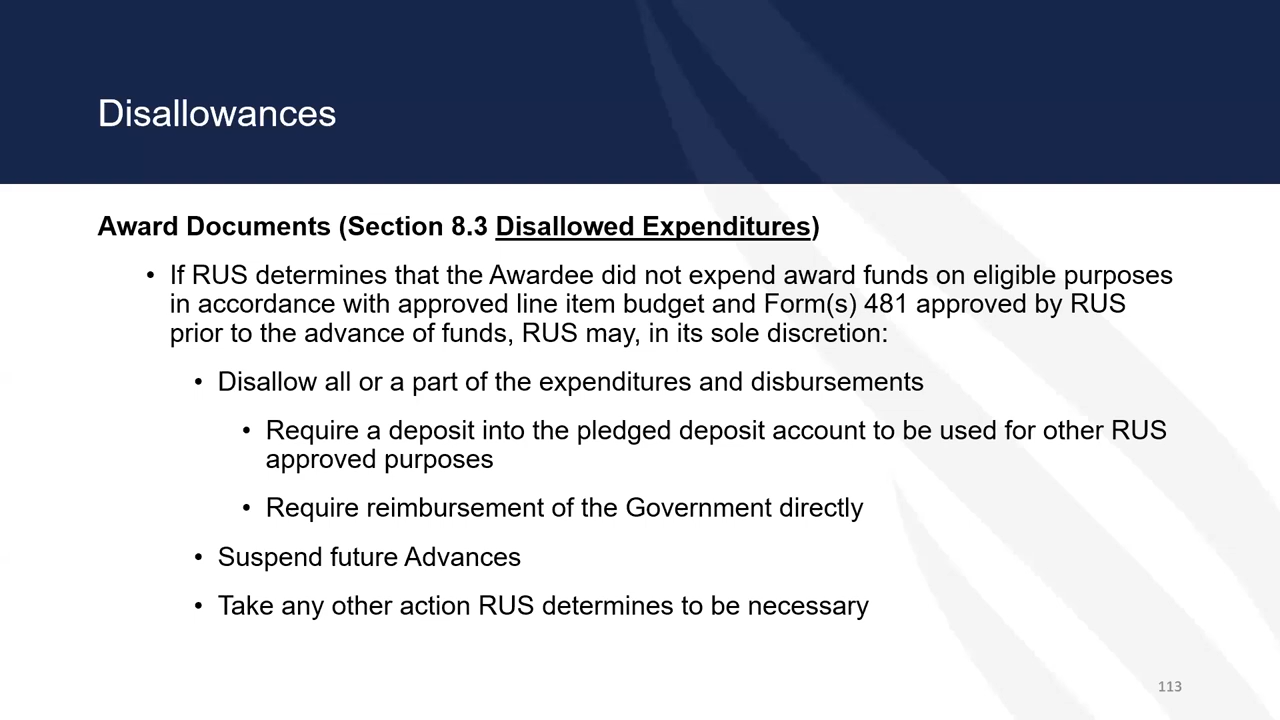 Disallowances
Award Documents (Section 8.3 Disallowed Expenditures)
• If RUS determines that the Awardee did not expend award funds on eligible purposes
in accordance with approved line item budget and Form(s) 481 approved by RUS
prior to the advance of funds, RUS may, in its sole discretion:
• Disallow all or a part of the expenditures and disbursements
• Require a deposit into the pledged deposit account to be used for other RUS
approved purposes
• Require reimbursement of the Government directly
• Suspend future Advances
• Take any other action RUS determines to be necessary
113